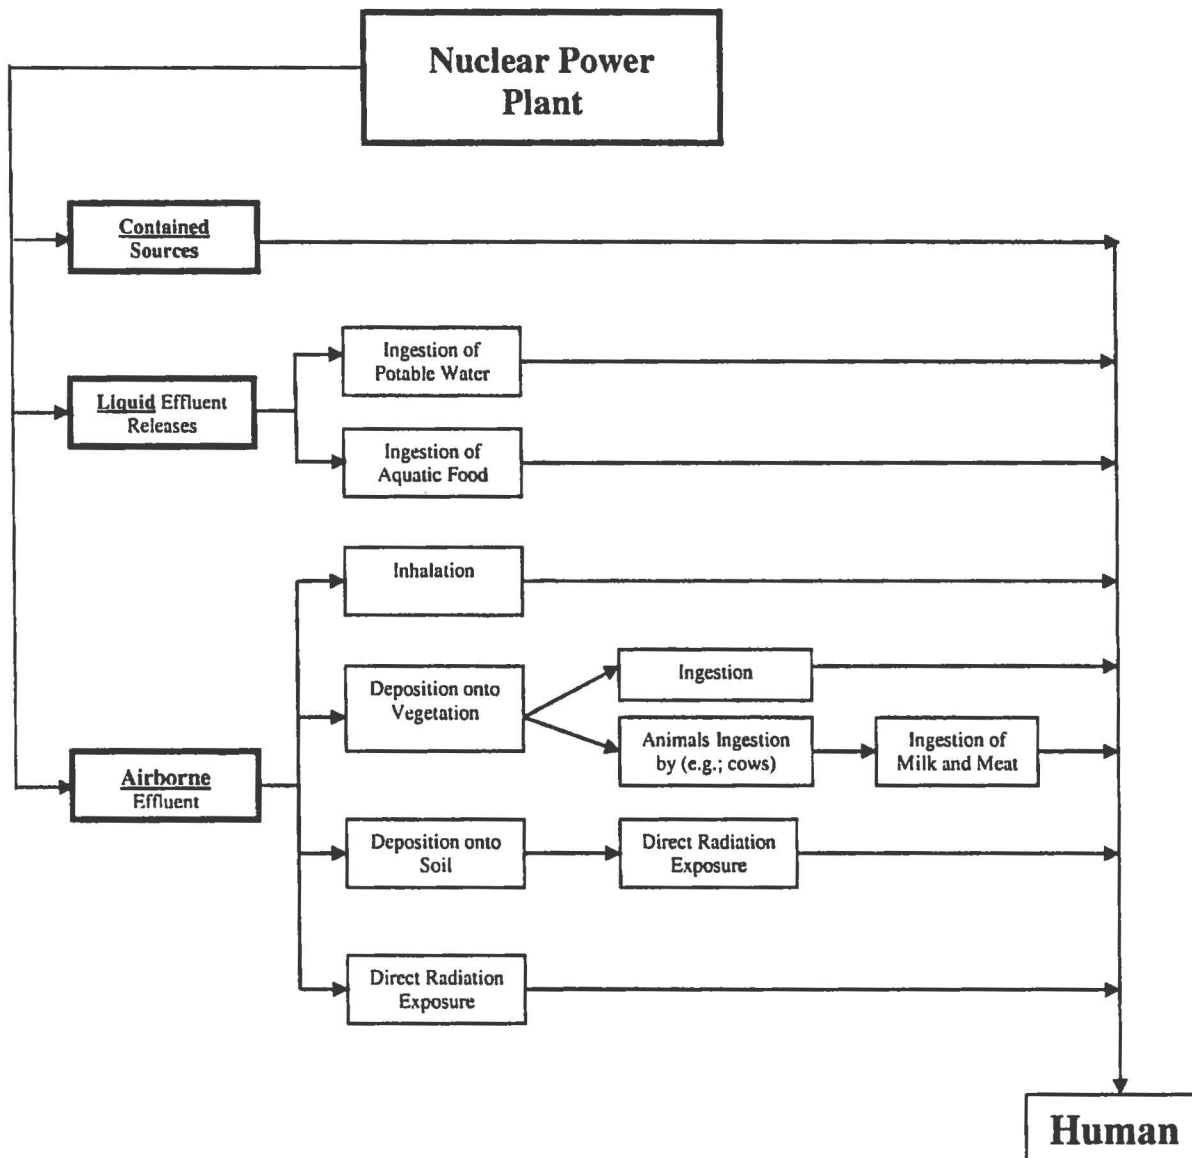 Nuclear Power
Plant
Contained
Sources
Ingestion of
Potable Water
Liquid Effluent
Releases
Ingestion of
Aquatic Food
Inhalation
Deposition onto
Vegetation
Ingestion
Animals Ingestion
by (e.g.; cows)
Ingestion of
Milk and Meat
Airborne
Effluent
Deposition onto
Soil
Direct Radiation
Exposure
Direct Radiation
Exposure
Human